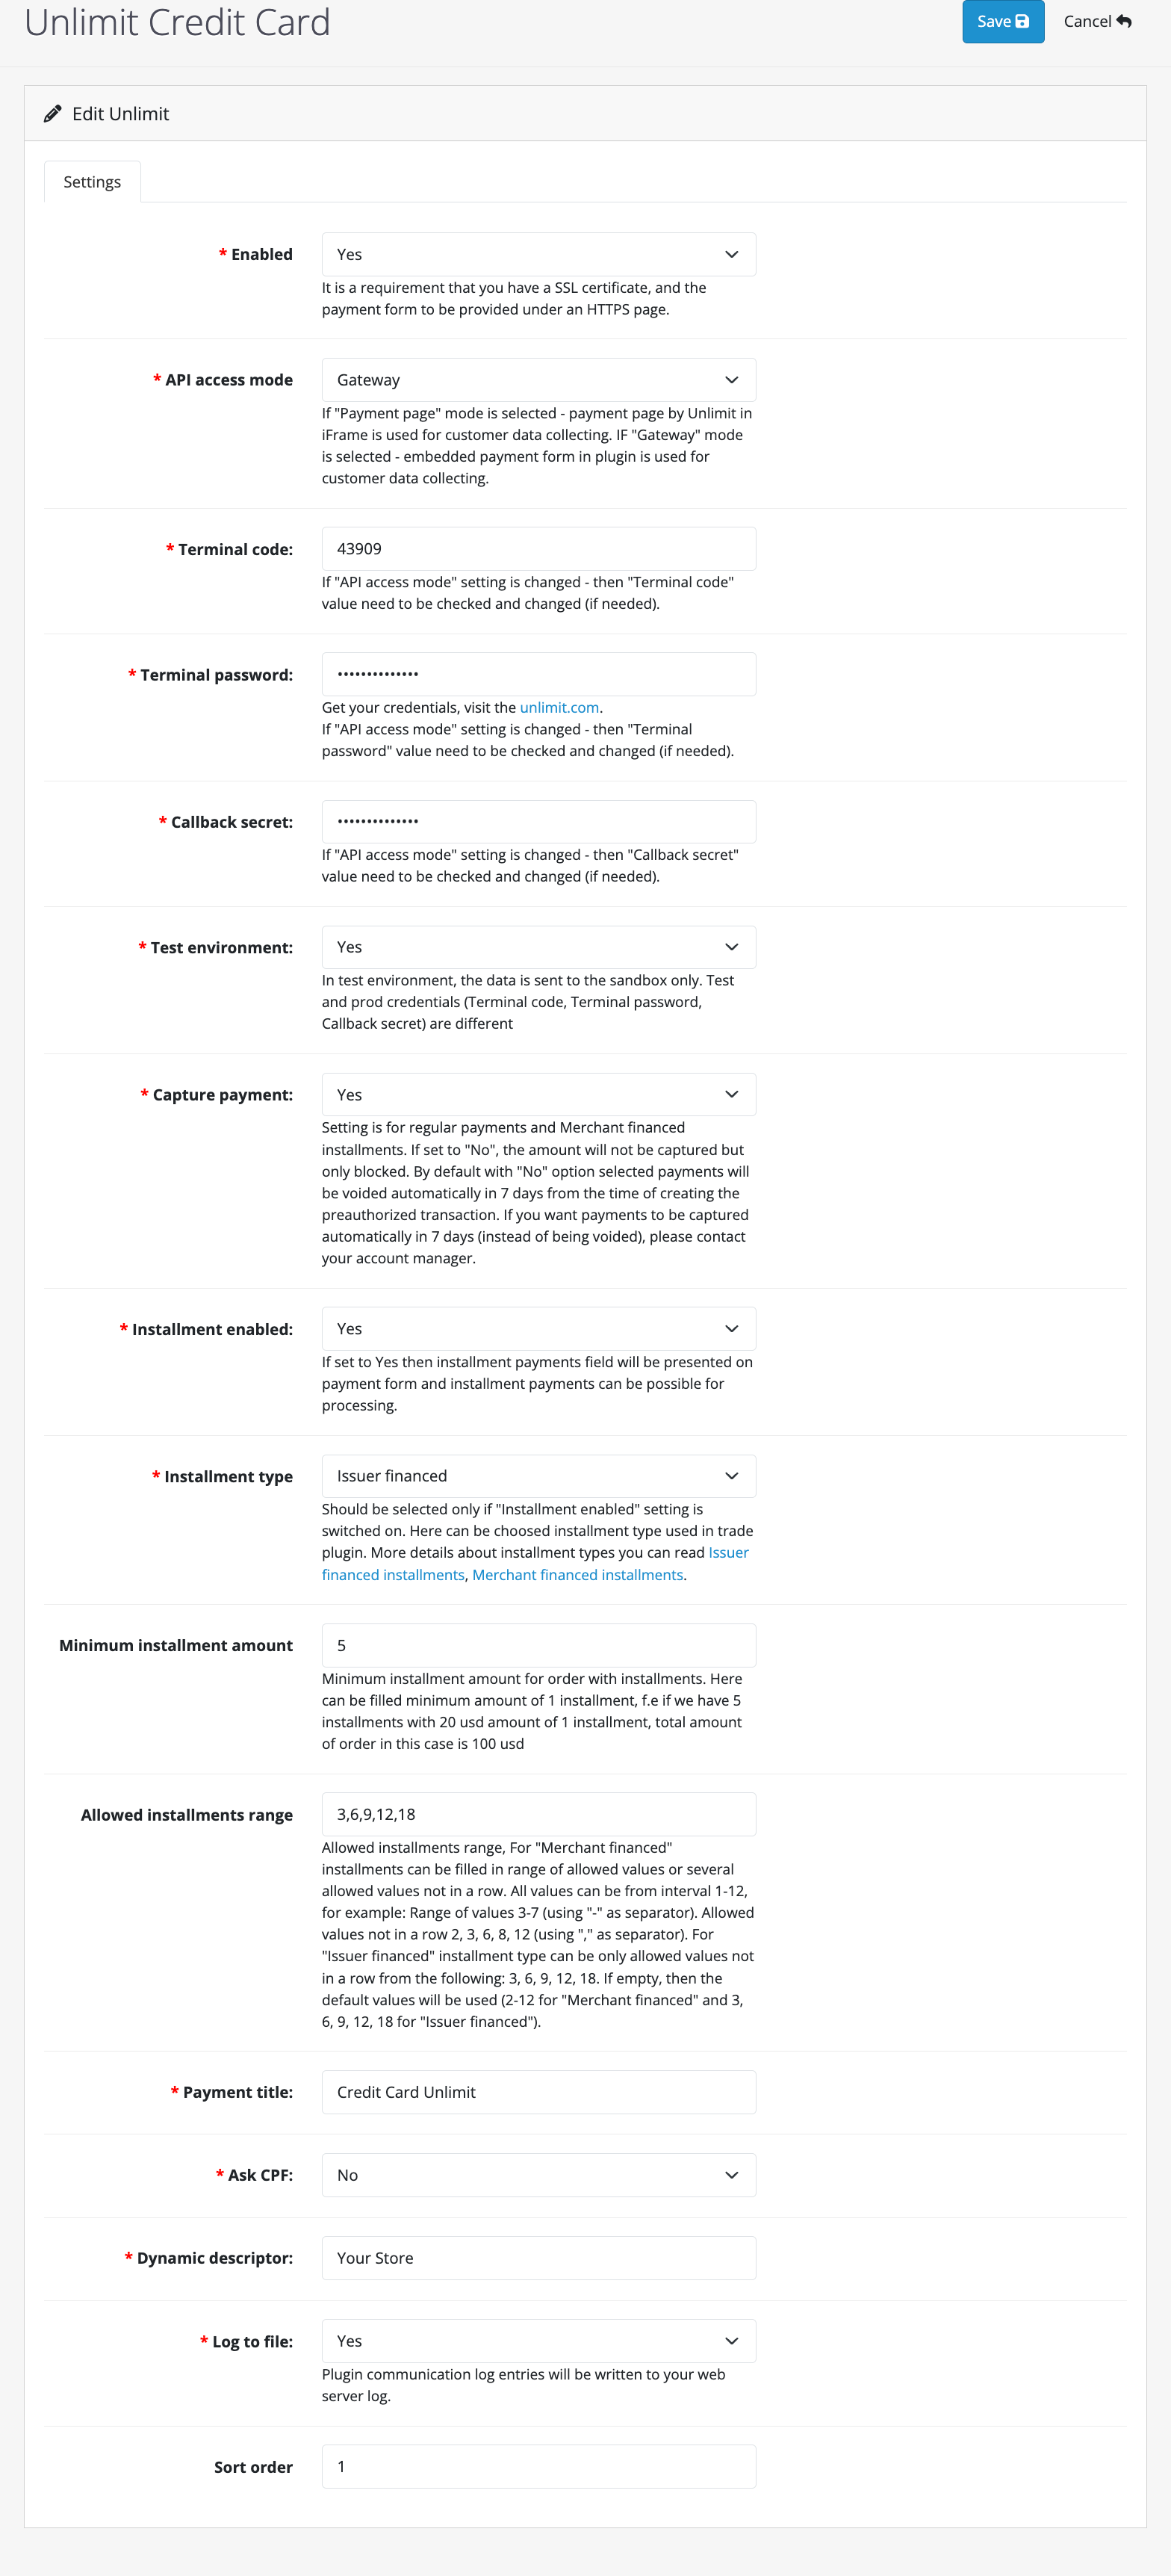 Unlimit Credit Card
Save
Cancel
Edit Unlimit
Settings
* Enabled
Yes
It is a requirement that you have a SSL certificate, and the
payment form to be provided under an HTTPS page.
* API access mode
Gateway
If "Payment page" mode is selected - payment page by Unlimit in
iFrame is used for customer data collecting. IF "Gateway" mode
is selected - embedded payment form in plugin is used for
customer data collecting.
* Terminal code:
43909
If "API access mode" setting is changed - then "Terminal code"
value need to be checked and changed (if needed).
* Terminal password:
••••••••••••••
Get your credentials, visit the unlimit.com.
If "API access mode" setting is changed - then "Terminal
password" value need to be checked and changed (if needed).
* Callback secret:
••••••••••••••
If "API access mode" setting is changed - then "Callback secret"
value need to be checked and changed (if needed).
* Test environment:
Yes
In test environment, the data is sent to the sandbox only. Test
and prod credentials (Terminal code, Terminal password,
Callback secret) are different
* Capture payment:
Yes
Setting is for regular payments and Merchant financed
installments. If set to "No", the amount will not be captured but
only blocked. By default with "No" option selected payments will
be voided automatically in 7 days from the time of creating the
preauthorized transaction. If you want payments to be captured
automatically in 7 days (instead of being voided), please contact
your account manager.
* Installment enabled:
Yes
If set to Yes then installment payments field will be presented on
payment form and installment payments can be possible for
processing.
* Installment type
Issuer financed
Should be selected only if "Installment enabled" setting is
switched on. Here can be choosed installment type used in trade
plugin. More details about installment types you can read Issuer
financed installments, Merchant financed installments.
Minimum installment amount
5
Minimum installment amount for order with installments. Here
can be filled minimum amount of 1 installment, f.e if we have 5
installments with 20 usd amount of 1 installment, total amount
of order in this case is 100 usd
Allowed installments range
3,6,9,12,18
Allowed installments range, For "Merchant financed"
installments can be filled in range of allowed values or several
allowed values not in a row. All values can be from interval 1-12,
for example: Range of values 3-7 (using "-" as separator). Allowed
values not in a row 2, 3, 6, 8, 12 (using "," as separator). For
"Issuer financed" installment type can be only allowed values not
in a row from the following: 3, 6, 9, 12, 18. If empty, then the
default values will be used (2-12 for "Merchant financed" and 3,
6, 9, 12, 18 for "Issuer financed").
* Payment title:
Credit Card Unlimit
* Ask CPF:
No
* Dynamic descriptor:
Your Store
* Log to file:
Yes
Plugin communication log entries will be written to your web
server log.
Sort order
1